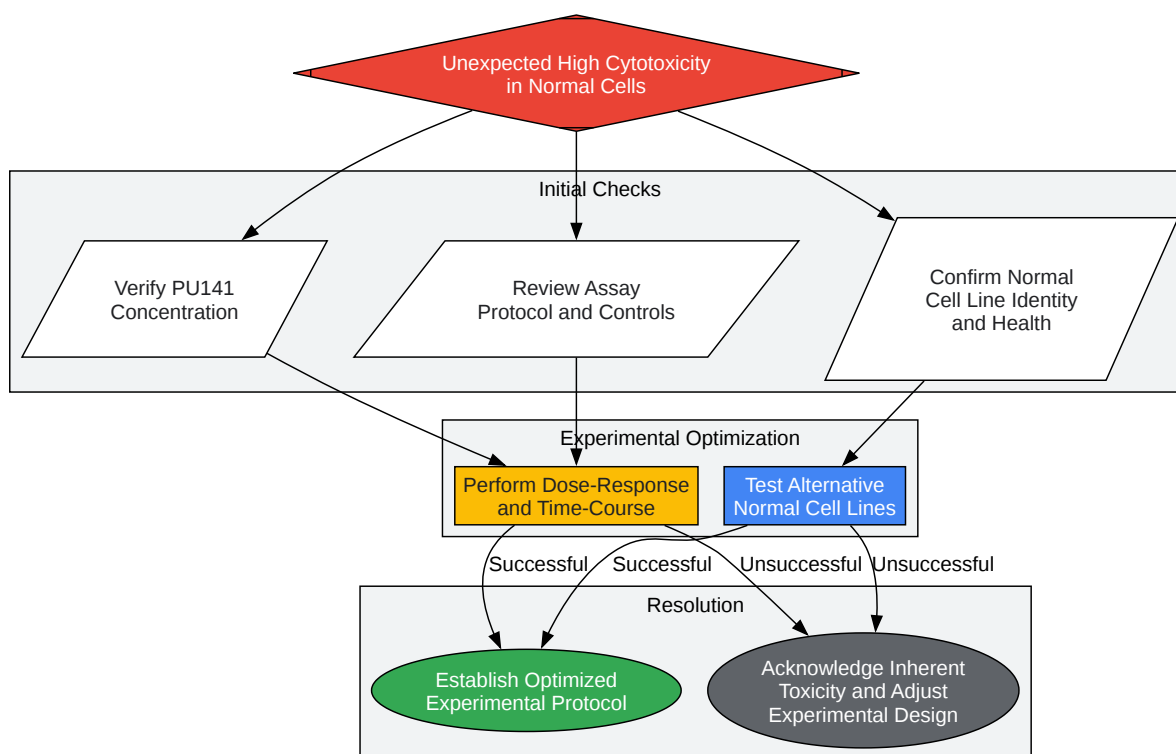 Unexpected High Cytotoxicity
in Normal Cells
Initial Checks
Verify PU141
Concentration
Review Assay
Protocol and Controls
Confirm Normal
Cell Line Identity
and Health
Experimental Optimization
Perform Dose-Response
and Time-Course
Test Alternative
Normal Cell Lines
Successful
Successful
Unsuccessful
Unsuccessful
Resolution
Establish Optimized
Experimental Protocol
Acknowledge Inherent
Toxicity and Adjust
Experimental Design